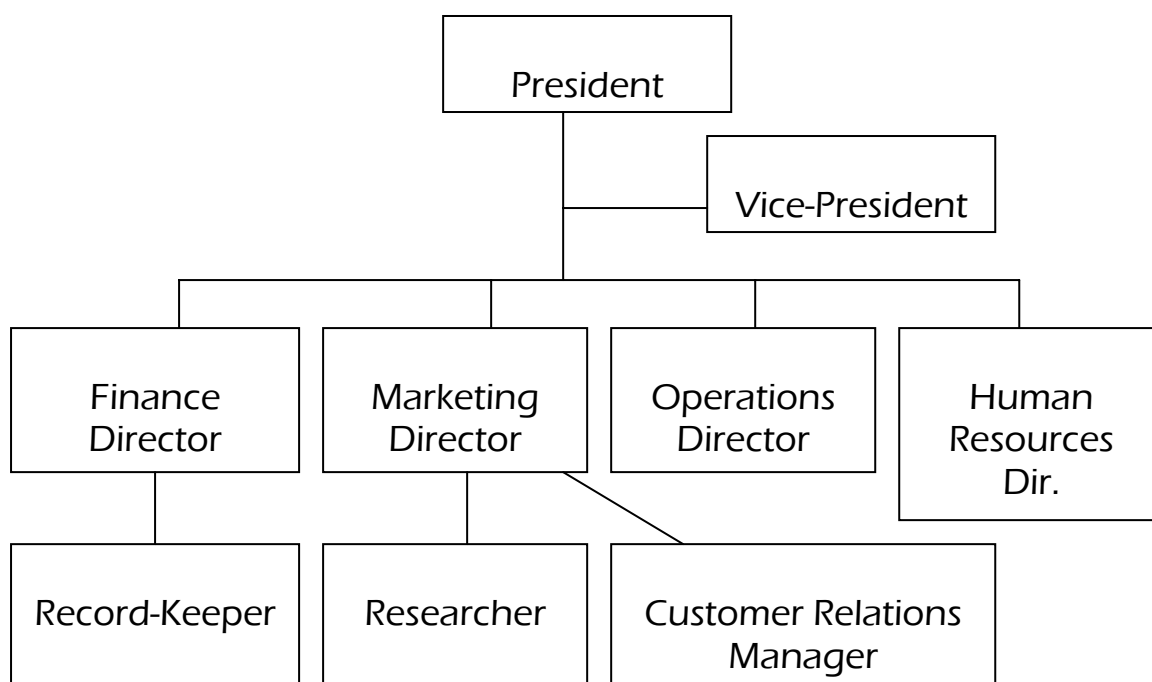 President
Vice-President
Finance
Director
Marketing
Director
Operations
Director
Human
Resources
Dir.
Record-Keeper
Researcher
Customer Relations
Manager